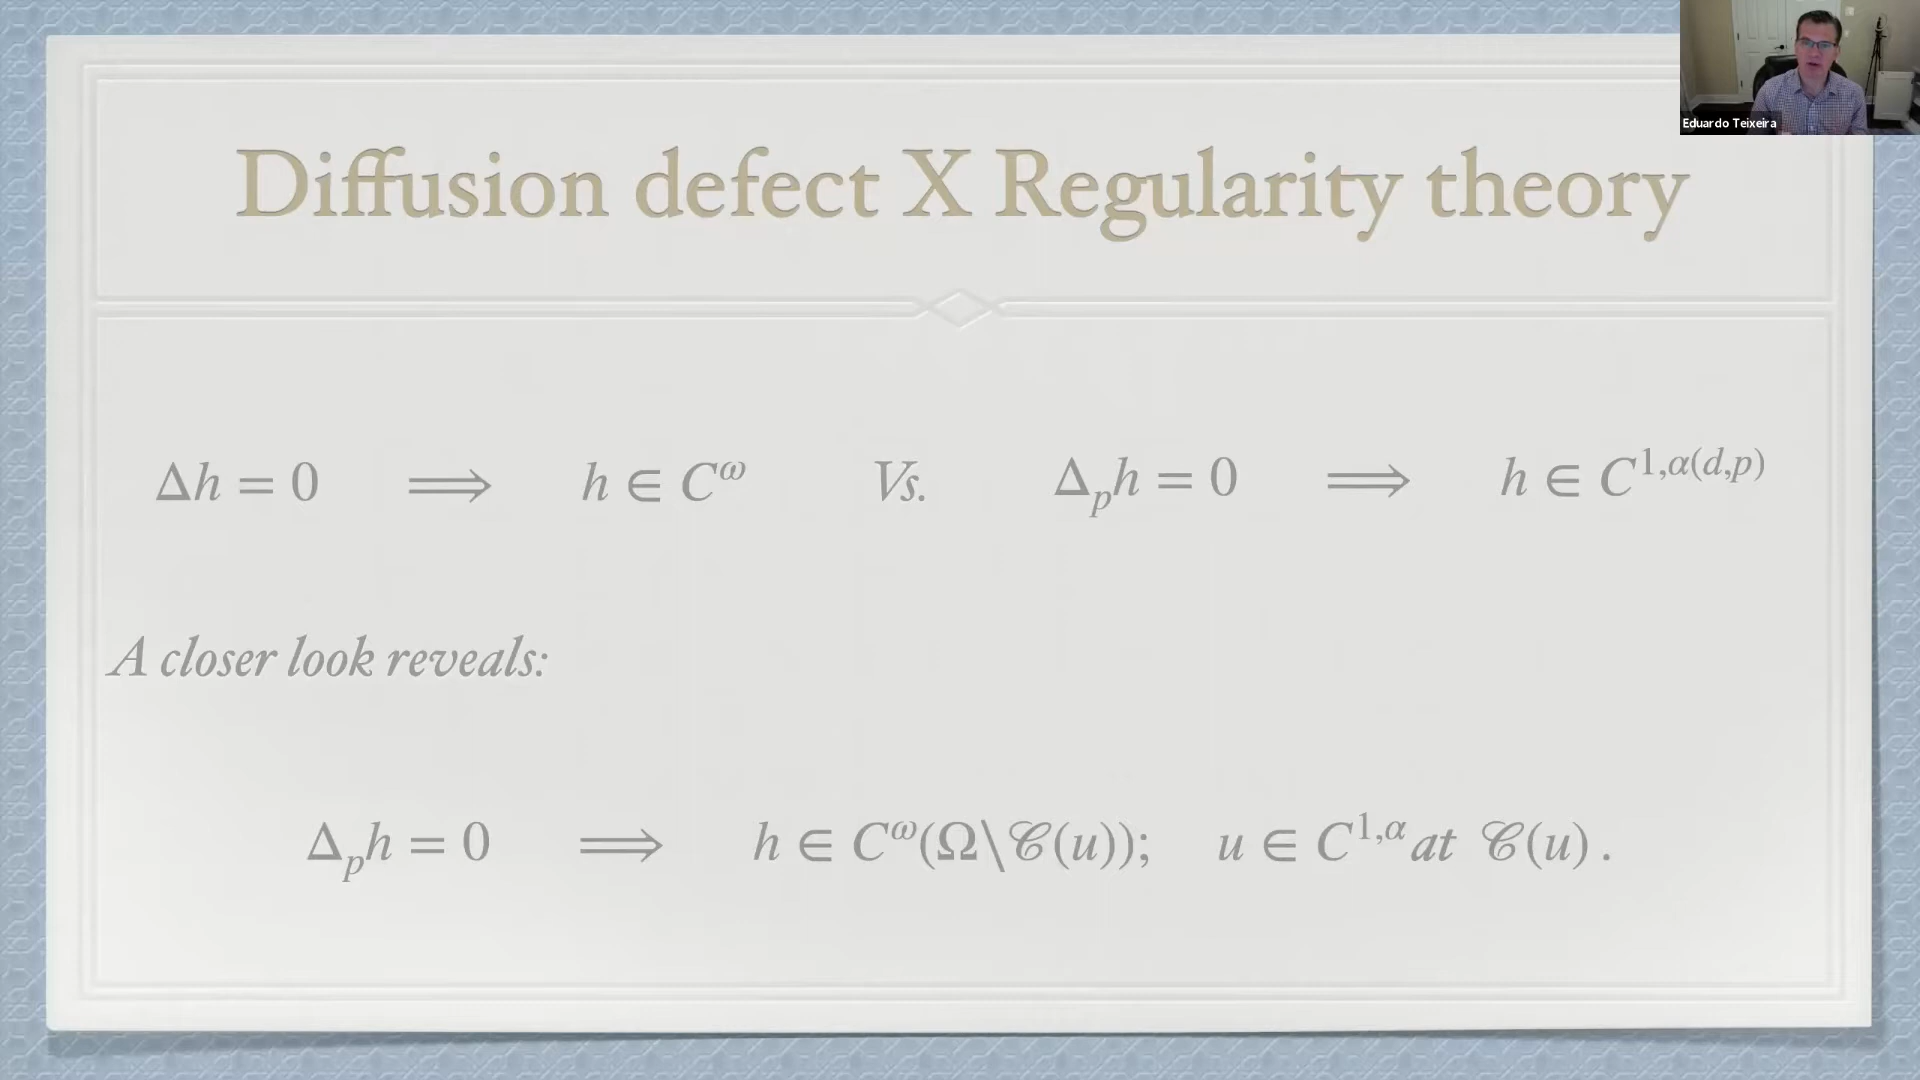 Eduardo Teixeira
Diffusion defect X Regularity theory
Δh = 0 ⟹ h ∈ C^ω Vs. Δ_p h = 0 ⟹ h ∈ C^{1,α(d,p)}
A closer look reveals:
Δ_p h = 0 ⟹ h ∈ C^ω(Ω\𝒞(u)); u ∈ C^{1,α} at 𝒞(u) .